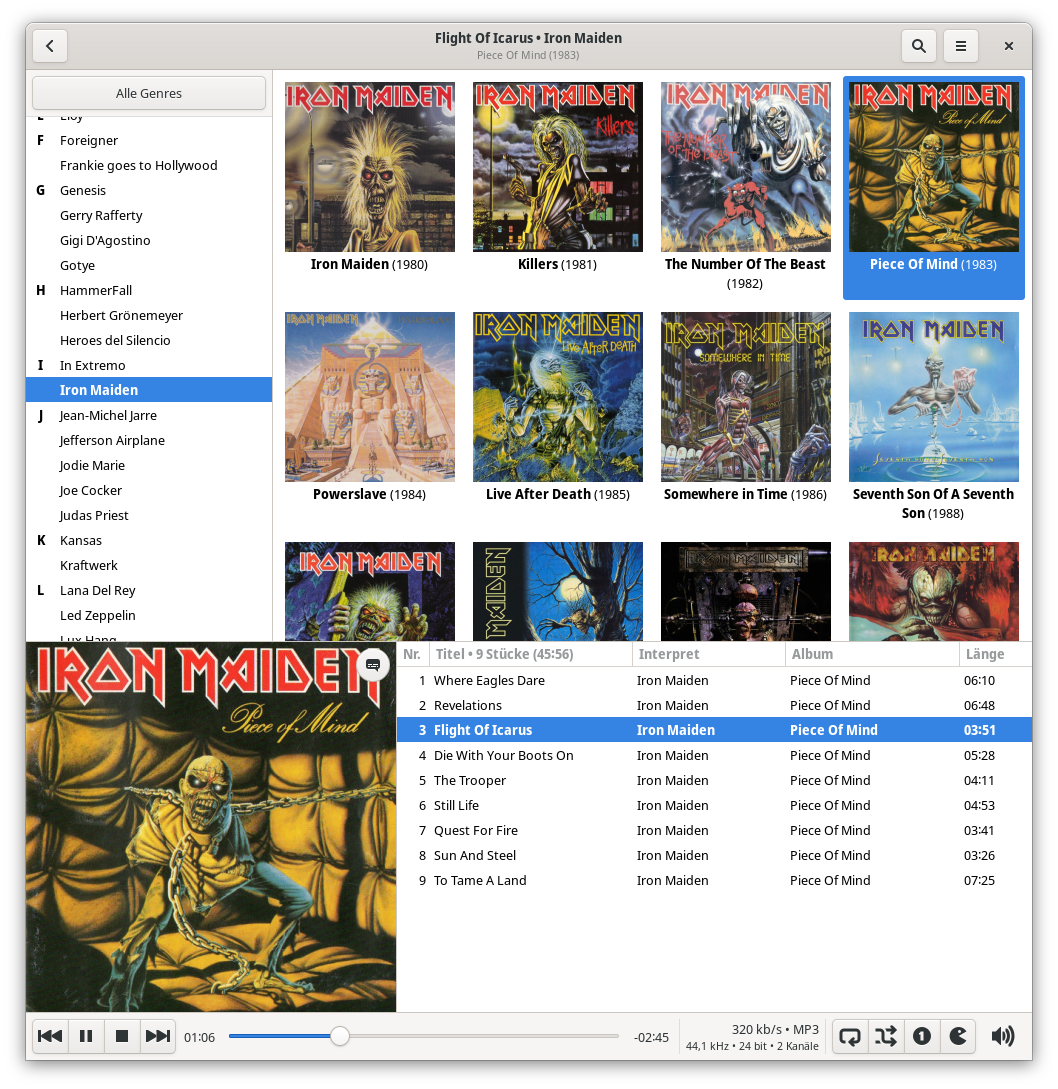 Flight Of Icarus • Iron Maiden
Piece Of Mind (1983)
Alle Genres
F Foreigner
Frankie goes to Hollywood
G Genesis
Gerry Rafferty
Gigi D'Agostino
Gotye
H HammerFall
Herbert Grönemeyer
Heroes del Silencio
I In Extremo
Iron Maiden
J Jean-Michel Jarre
Jefferson Airplane
Jodie Marie
Joe Cocker
Judas Priest
K Kansas
Kraftwerk
L Lana Del Rey
Led Zeppelin
IRON MAIDEN
IRON MAIDEN
Killers
IRON MAIDEN
THE NUMBER OF THE BEAST
IRON MAIDEN
Piece of Mind
Iron Maiden (1980)
Killers (1981)
The Number Of The Beast
(1982)
Piece Of Mind (1983)
IRON MAIDEN
IRON MAIDEN
LIVE AFTER DEATH
IRON MAIDEN
SOMEWHERE IN TIME
IRON MAIDEN
SEVENTH SON OF A SEVENTH SON
Powerslave (1984)
Live After Death (1985)
Somewhere in Time (1986)
Seventh Son Of A Seventh
Son (1988)
IRON MAIDEN
MAIDEN
IRON MAIDEN
IRON MAIDEN
IRON MAIDEN
Piece of Mind
Nr. Titel • 9 Stücke (45:56) Interpret Album Länge
1 Where Eagles Dare Iron Maiden Piece Of Mind 06:10
2 Revelations Iron Maiden Piece Of Mind 06:48
3 Flight Of Icarus Iron Maiden Piece Of Mind 03:51
4 Die With Your Boots On Iron Maiden Piece Of Mind 05:28
5 The Trooper Iron Maiden Piece Of Mind 04:11
6 Still Life Iron Maiden Piece Of Mind 04:53
7 Quest For Fire Iron Maiden Piece Of Mind 03:41
8 Sun And Steel Iron Maiden Piece Of Mind 03:26
9 To Tame A Land Iron Maiden Piece Of Mind 07:25
01:06
-02:45
320 kb/s • MP3
44,1 kHz • 24 bit • 2 Kanäle
1